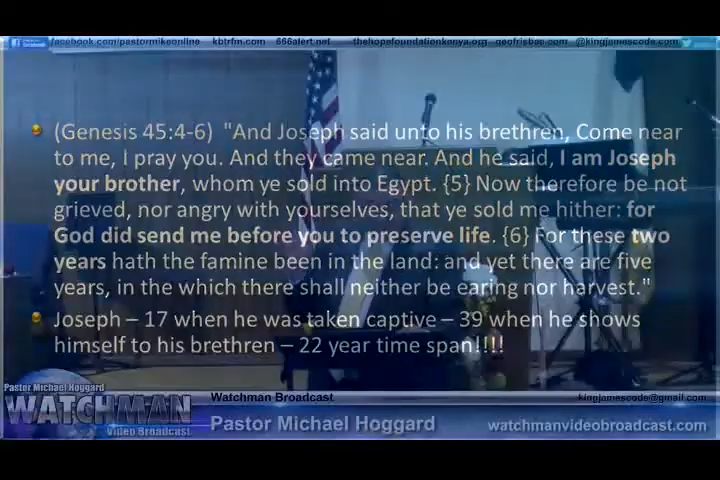 facebook.com/pastormikeonline kbtrfm.com 666alert.net thehopefoundationkenya.org geofrisbee.com @kingjamescode.com
(Genesis 45:4-6) "And Joseph said unto his brethren, Come near
to me, I pray you. And they came near. And he said, I am Joseph
your brother, whom ye sold into Egypt. {5} Now therefore be not
grieved, nor angry with yourselves, that ye sold me hither: for
God did send me before you to preserve life. {6} For these two
years hath the famine been in the land: and yet there are five
years, in the which there shall neither be earing nor harvest."
Joseph – 17 when he was taken captive – 39 when he shows
himself to his brethren – 22 year time span!!!!
Pastor Michael Hoggard
WATCHMAN
Video Broadcast
Watchman Broadcast kingjamescode@gmail.com
Pastor Michael Hoggard watchmanvideobroadcast.com